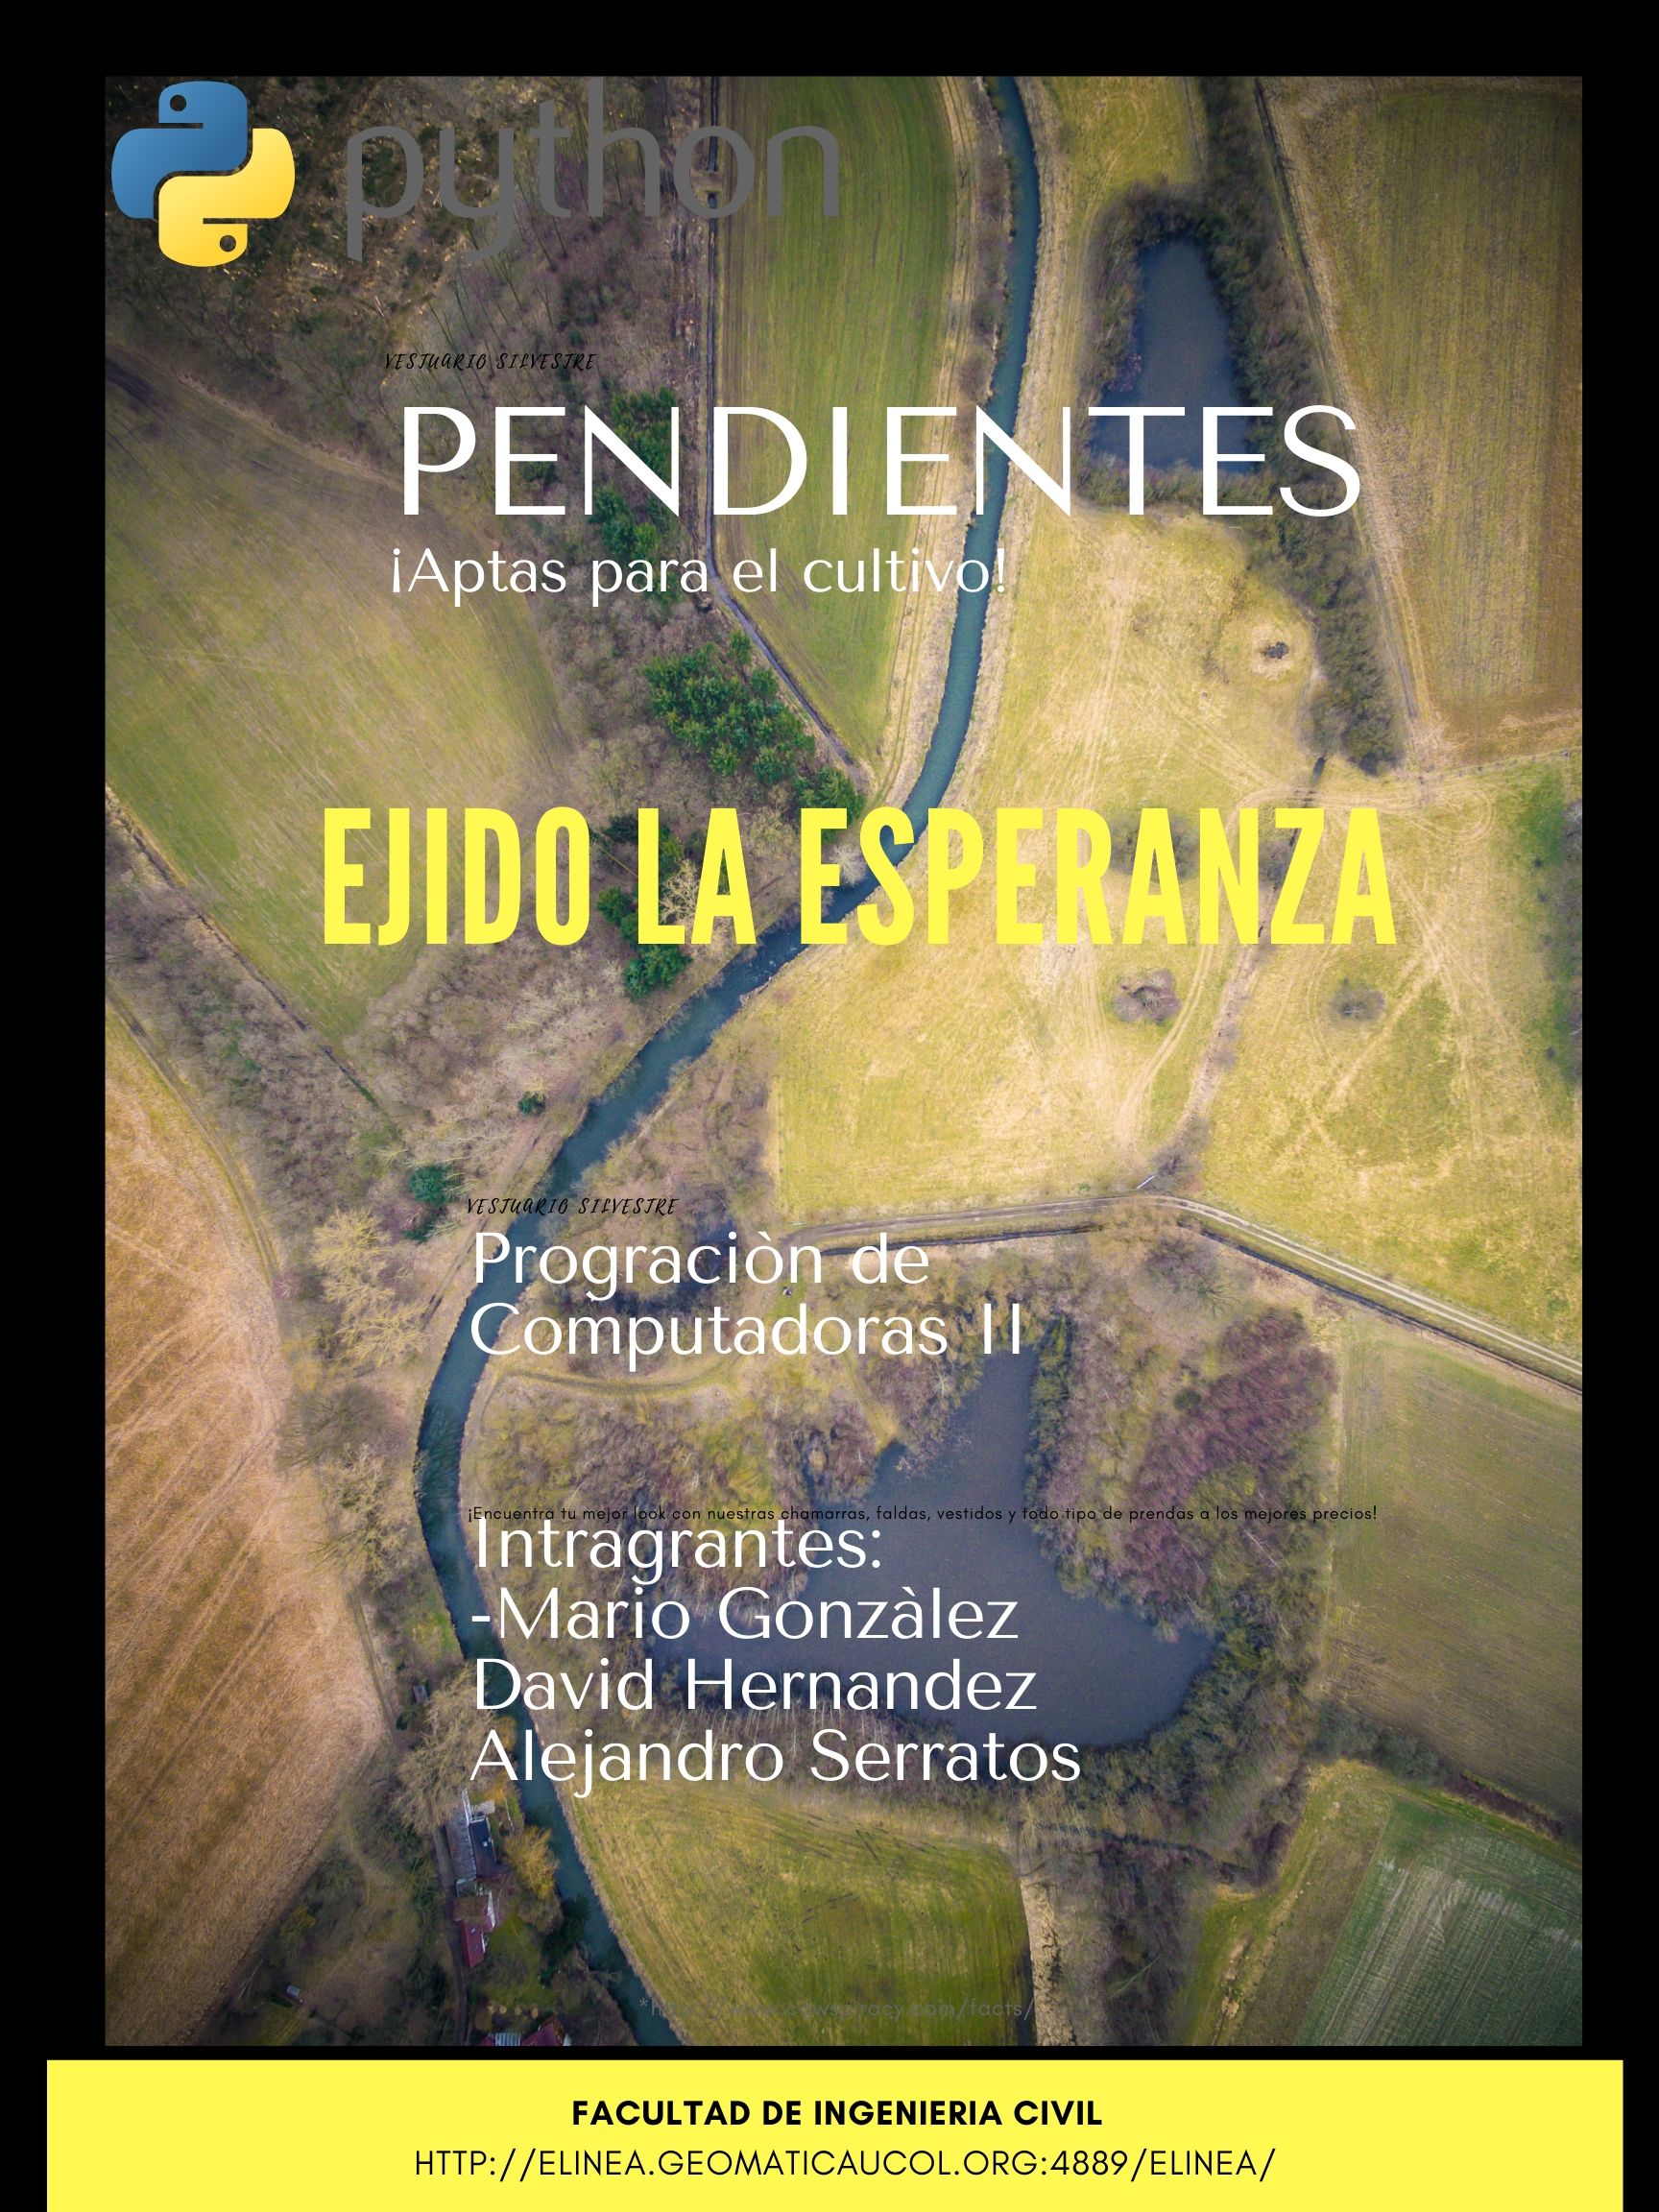 python
VESTUARIO SILVESTRE
PENDIENTES
¡Aptas para el cultivo!
EJIDO LA ESPERANZA
VESTUARIO SILVESTRE
Prograciòn de
Computadoras II
¡Encuentra tu mejor look con nuestras chamarras, faldas, vestidos y todo tipo de prendas a los mejores precios!
Intragrantes:
-Mario Gonzàlez
David Hernandez
Alejandro Serratos
FACULTAD DE INGENIERIA CIVIL
HTTP://ELINEA.GEOMATICAUCOL.ORG:4889/ELINEA/